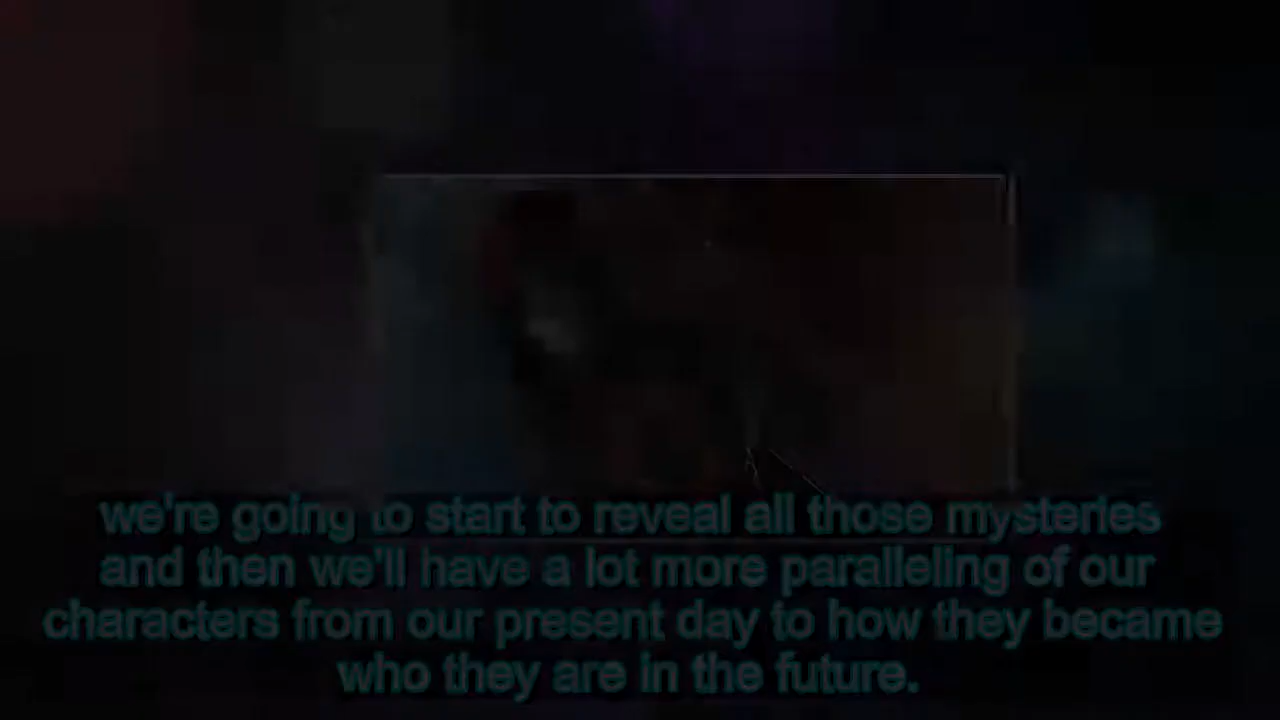 we're going to start to reveal all those mysteries
and then we'll have a lot more paralleling of our
characters from our present day to how they became
who they are in the future.